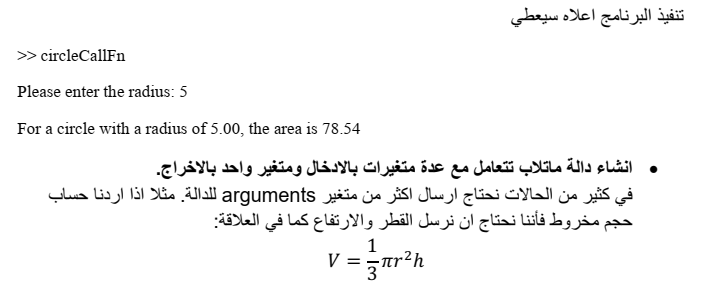 تنفيذ البرنامج اعلاه سيعطي
>> circleCallFn
Please enter the radius: 5
For a circle with a radius of 5.00, the area is 78.54
• انشاء دالة ماتلاب تتعامل مع عدة متغيرات بالادخال ومتغير واحد بالاخراج.
في كثير من الحالات نحتاج ارسال اكثر من متغير arguments للدالة. مثلا اذا اردنا حساب
حجم مخروط فأننا نحتاج ان نرسل القطر والارتفاع كما في العلاقة:
V = 1/3 πr²h